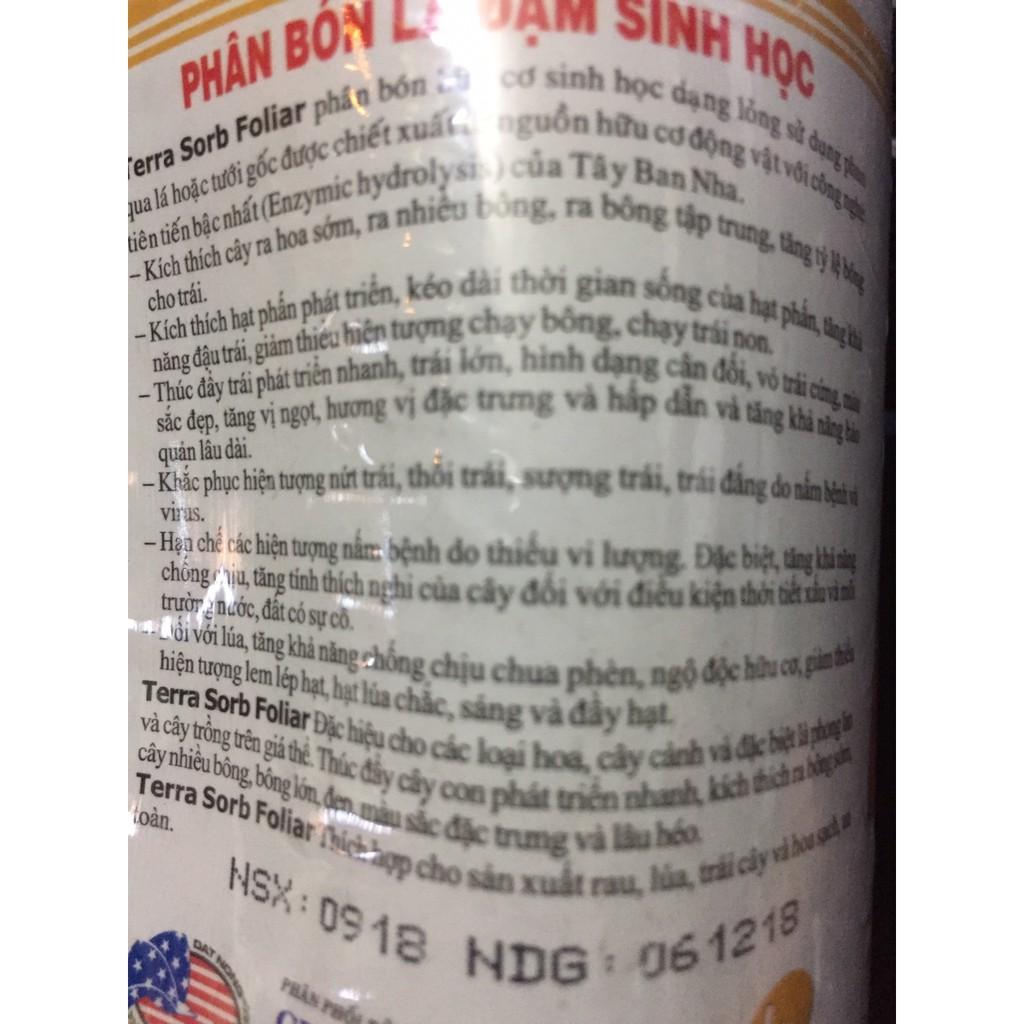 PHÂN BÓN LÁ ĐẠM SINH HỌC
Terra Sorb Foliar phân bón hữu cơ sinh học dạng lỏng sử dụng phun
qua lá hoặc tưới gốc được chiết xuất nguồn hữu cơ động vật với công nghệ
tiên tiến bậc nhất (Enzymic hydrolysis) của Tây Ban Nha.
– Kích thích cây ra hoa sớm, ra nhiều bông, ra bông tập trung, tăng tỷ lệ bông
cho trái.
– Kích thích hạt phấn phát triển, kéo dài thời gian sống của hạt phấn, tăng khả
năng đậu trái, giảm thiểu hiện tượng chạy bông, chạy trái non.
– Thúc đẩy trái phát triển nhanh, trái lớn, hình dạng cân đối, vỏ trái cứng, màu
sắc đẹp, tăng vị ngọt, hương vị đặc trưng và hấp dẫn và tăng khả năng bảo
quản lâu dài.
– Khắc phục hiện tượng nứt trái, thối trái, sượng trái, trái đắng do nấm bệnh và
virus.
– Hạn chế các hiện tượng nấm bệnh do thiếu vi lượng. Đặc biệt, tăng khả năng
chống chịu, tăng tính thích nghi của cây đối với điều kiện thời tiết xấu và môi
trường nước, đất có sự cố.
– Đối với lúa, tăng khả năng chống chịu chua phèn, ngộ độc hữu cơ, giảm thiểu
hiện tượng lem lép hạt, hạt lúa chắc, sáng và đầy hạt.
Terra Sorb Foliar Đặc hiệu cho các loại hoa, cây cảnh và đặc biệt là phong lan
và cây trồng trên giá thể. Thúc đẩy cây con phát triển nhanh, kích thích ra bông sớm,
cây nhiều bông, bông lớn, đẹp, màu sắc đặc trưng và lâu héo.
Terra Sorb Foliar Thích hợp cho sản xuất rau, lúa, trái cây và hoa sạch, an
toàn.
NSX: 0918 NDG: 061218
DAT NONG
PHÂN PHỐI